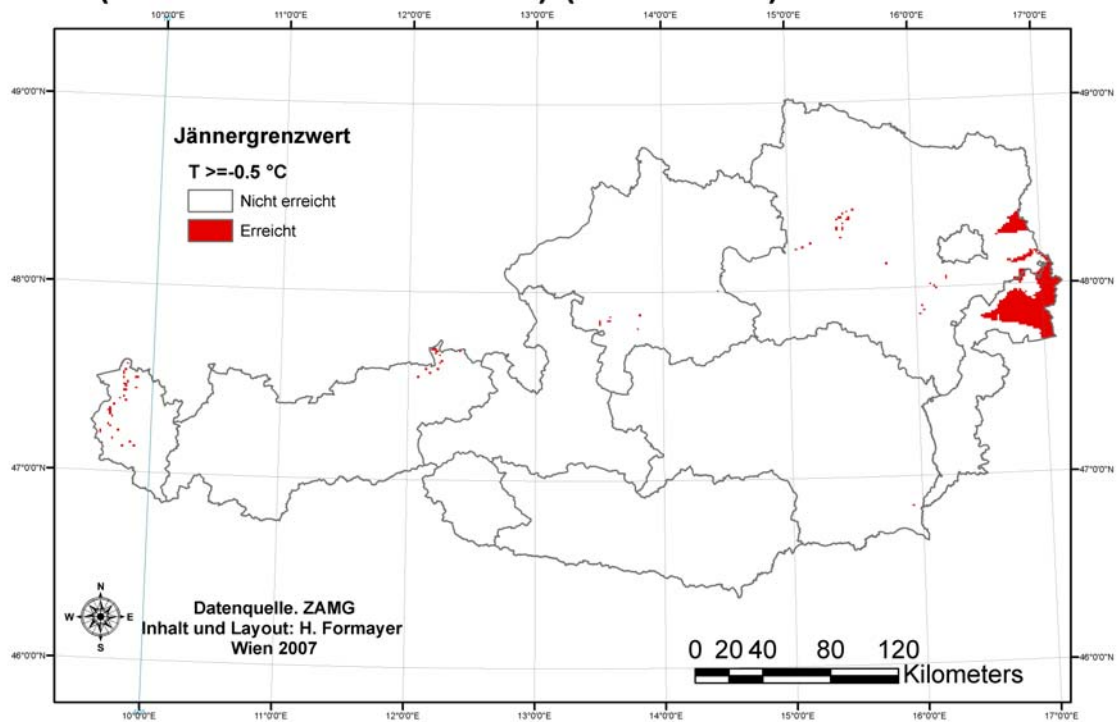 10°0'0"E 11°0'0"E 12°0'0"E 13°0'0"E 14°0'0"E 15°0'0"E 16°0'0"E 17°0'0"E
49°0'0"N 49°0'0"N
Jännergrenzwert
T >=-0.5 °C
Nicht erreicht
Erreicht
48°0'0"N 48°0'0"N
47°0'0"N 47°0'0"N
N
W E
S
Datenquelle. ZAMG
Inhalt und Layout: H. Formayer
Wien 2007
0 20 40 80 120
Kilometers
46°0'0"N 46°0'0"N
10°0'0"E 11°0'0"E 12°0'0"E 13°0'0"E 14°0'0"E 15°0'0"E 16°0'0"E 17°0'0"E